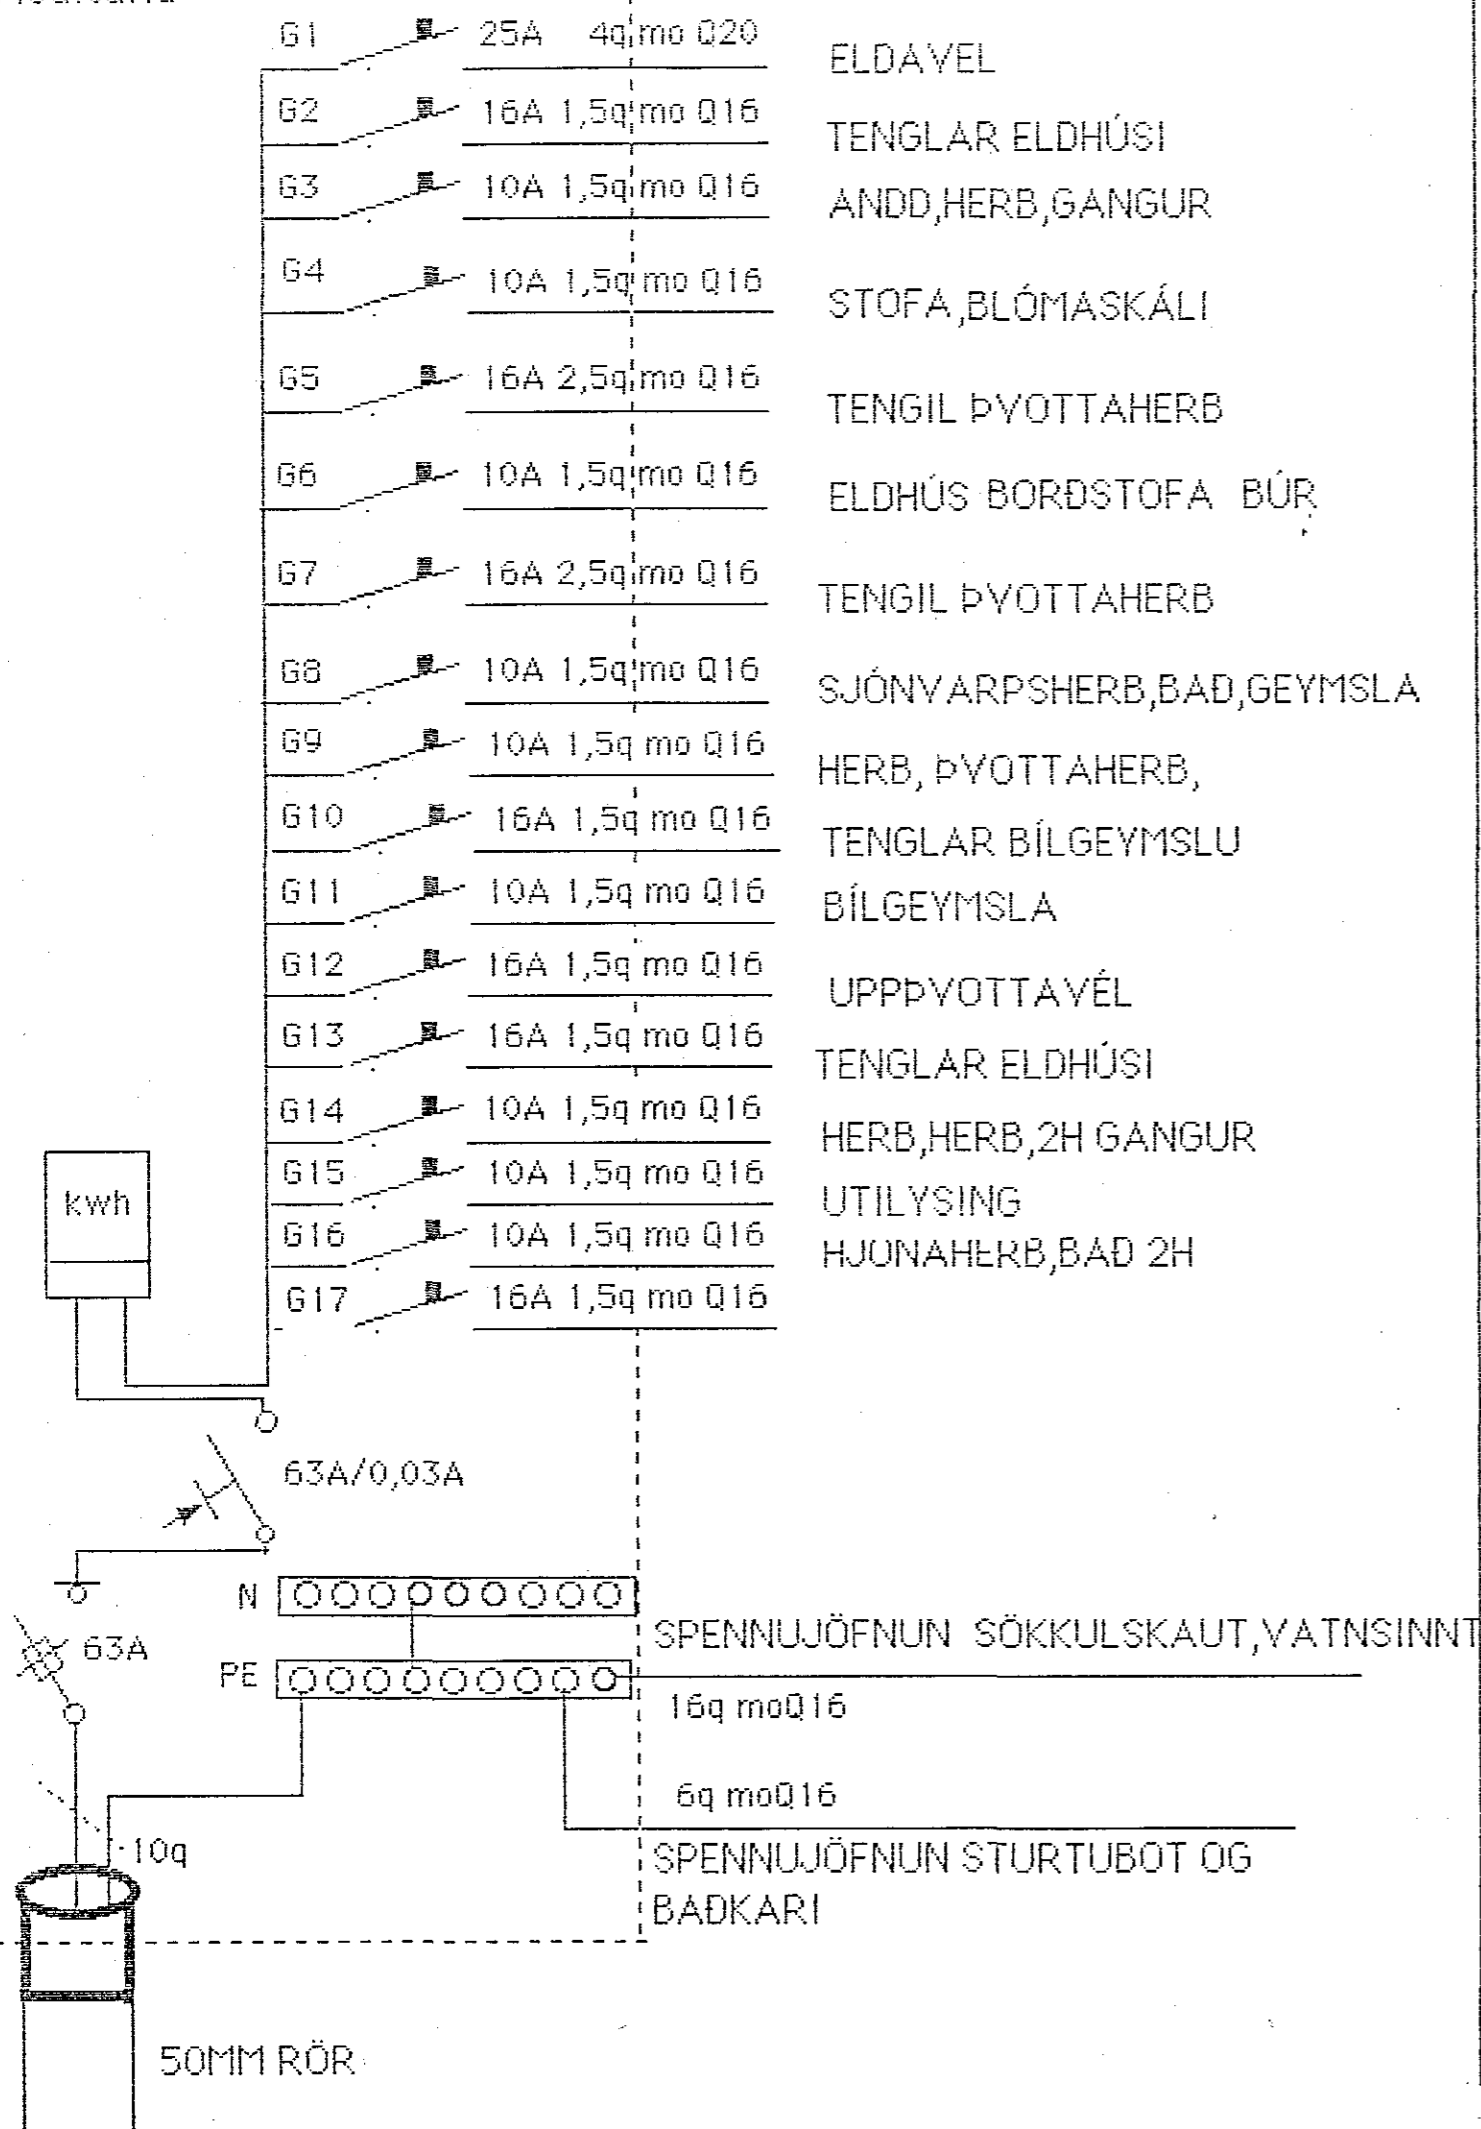 G1 25A 4q mo Q20 ELDAVEL
G2 16A 1,5q mo Q16 TENGLAR ELDHÚSI
G3 10A 1,5q mo Q16 ANDD,HERB,GANGUR
G4 10A 1,5q mo Q16 STOFA,BLÓMASKÁLI
G5 16A 2,5q mo Q16 TENGIL ÞVOTTAHERB
G6 10A 1,5q mo Q16 ELDHÚS BORÐSTOFA BÚR
G7 16A 2,5q mo Q16 TENGIL ÞVOTTAHERB
G8 10A 1,5q mo Q16 SJÓNVARPSHERB,BAÐ,GEYMSLA
G9 10A 1,5q mo Q16 HERB, ÞVOTTAHERB,
G10 16A 1,5q mo Q16 TENGLAR BÍLGEYMSLU
G11 10A 1,5q mo Q16 BÍLGEYMSLA
G12 16A 1,5q mo Q16 UPPÞVOTTAVÉL
G13 16A 1,5q mo Q16 TENGLAR ELDHÚSI
G14 10A 1,5q mo Q16 HERB,HERB,2H GANGUR
G15 10A 1,5q mo Q16 UTILYSING
G16 10A 1,5q mo Q16 HJONAHERB,BAÐ 2H
G17 16A 1,5q mo Q16
kwh
63A/0,03A
N
63A
SPENNUJÖFNUN SÖKKULSKAUT,VATNSINNT
PE
16q moQ16
6q moQ16
10q
SPENNUJÖFNUN STURTUBOT OG
BAÐKARI
50MM RÖR